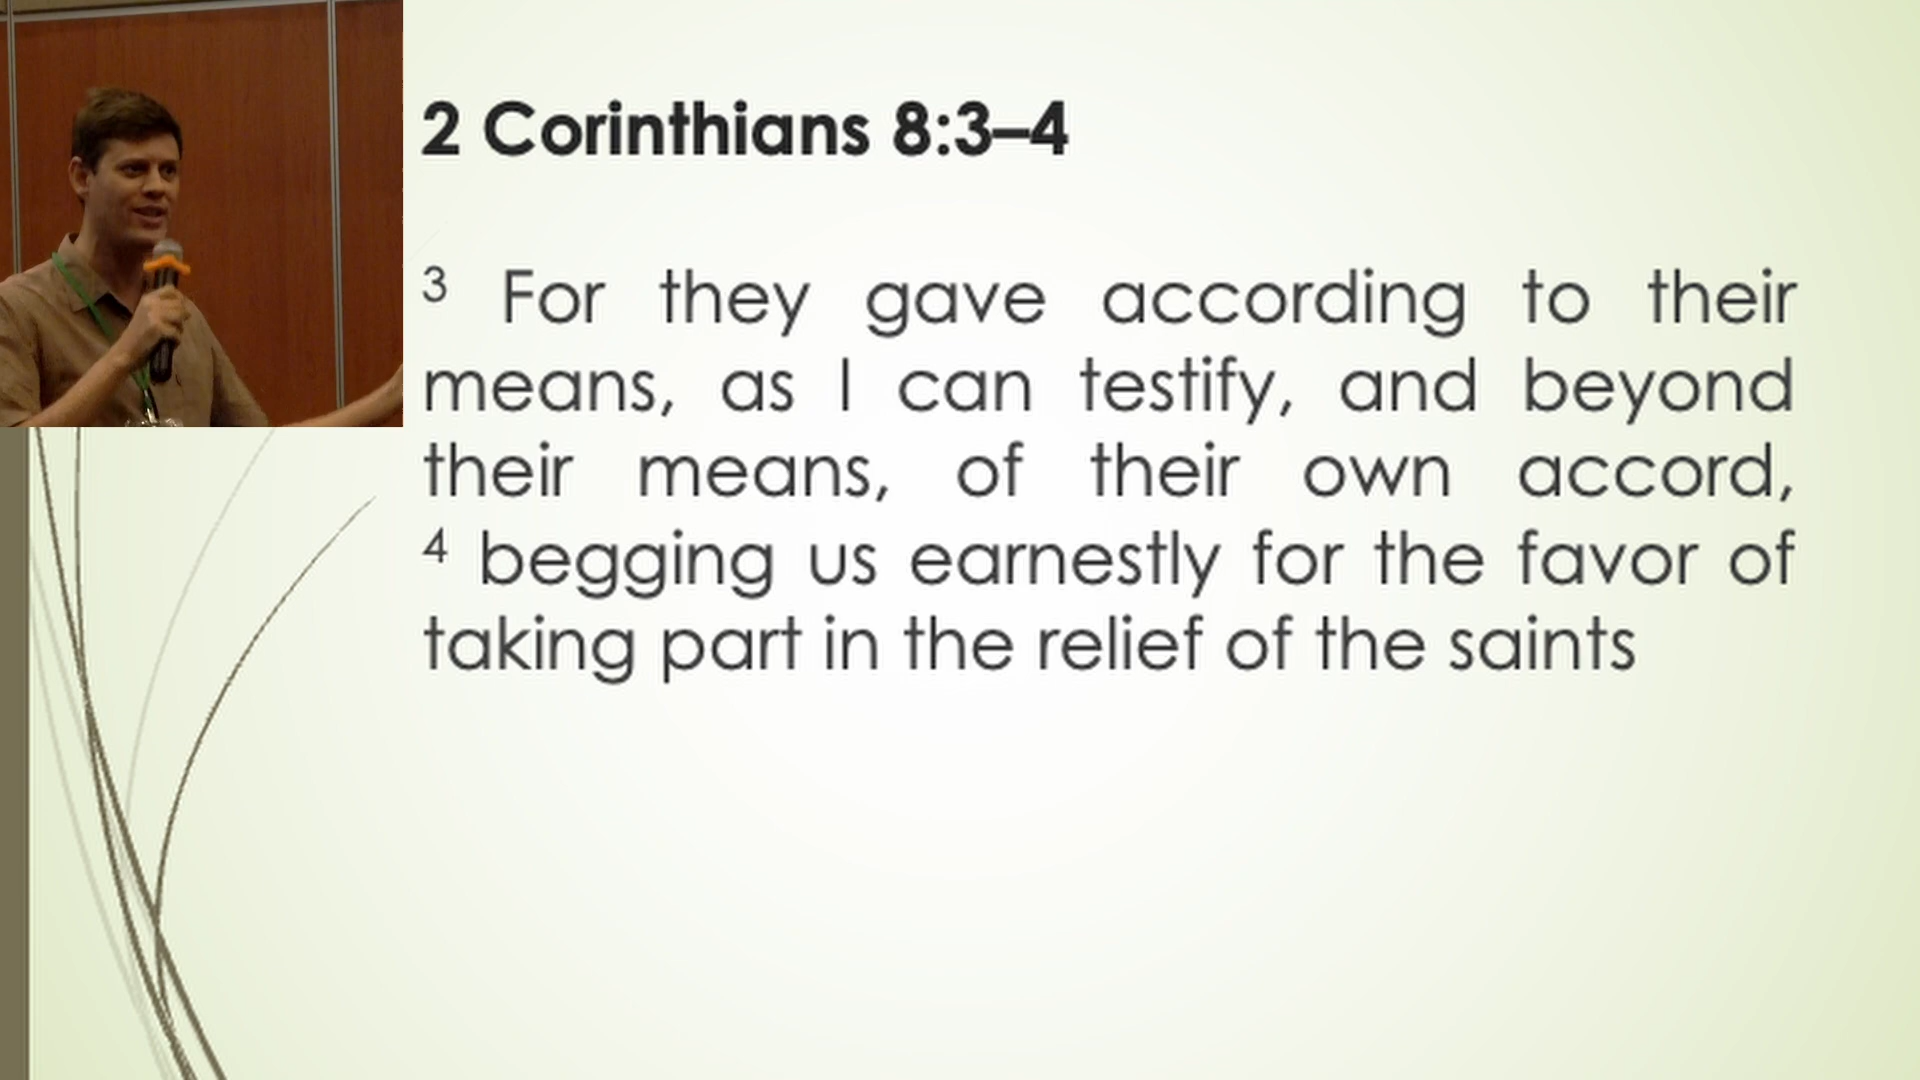 2 Corinthians 8:3–4
3 For they gave according to their
means, as I can testify, and beyond
their means, of their own accord,
4 begging us earnestly for the favor of
taking part in the relief of the saints